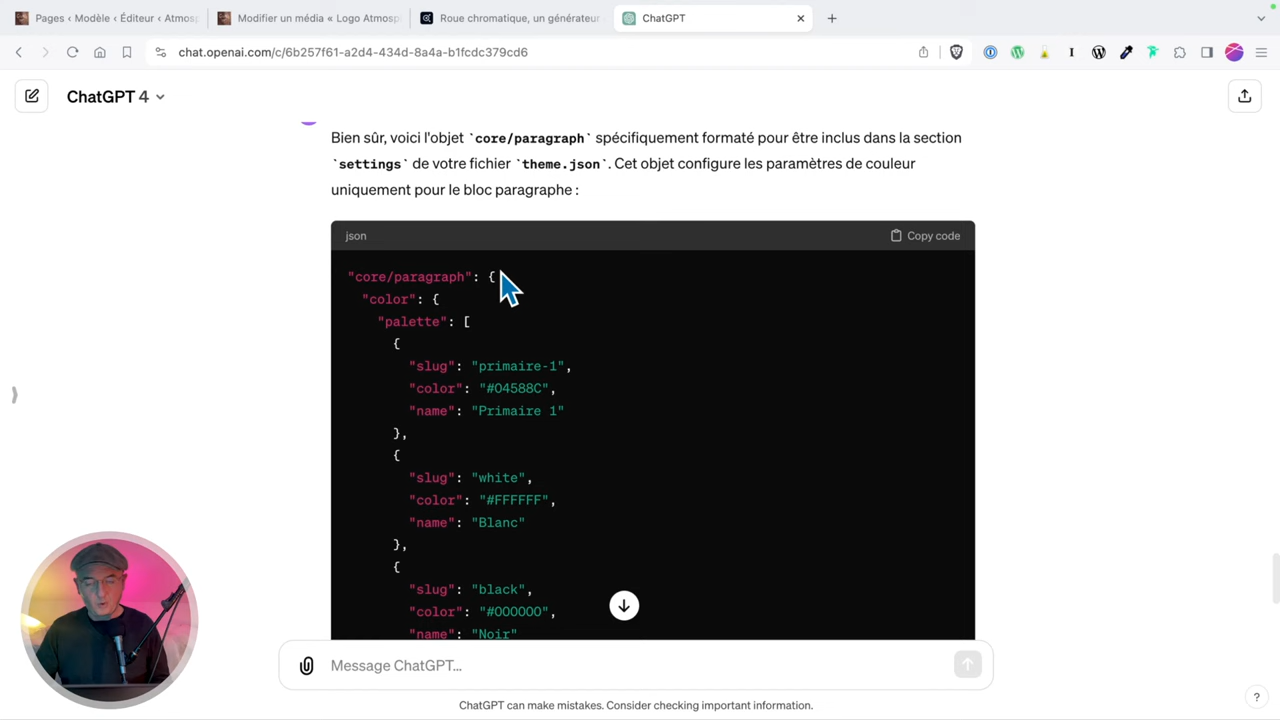 Pages ‹ Modèle ‹ Éditeur ‹ Atmosp
Modifier un média « Logo Atmosp
Roue chromatique, un générateur
ChatGPT
chat.openai.com/c/6b257f61-a2d4-434d-8a4a-b1fcdc379cd6
ChatGPT 4
Bien sûr, voici l'objet `core/paragraph` spécifiquement formaté pour être inclus dans la section
`settings` de votre fichier `theme.json`. Cet objet configure les paramètres de couleur
uniquement pour le bloc paragraphe :
json
Copy code
"core/paragraph": {
"color": {
"palette": [
{
"slug": "primaire-1",
"color": "#04588C",
"name": "Primaire 1"
},
{
"slug": "white",
"color": "#FFFFFF",
"name": "Blanc"
},
{
"slug": "black",
"color": "#000000",
"name": "Noir"
Message ChatGPT...
ChatGPT can make mistakes. Consider checking important information.
?